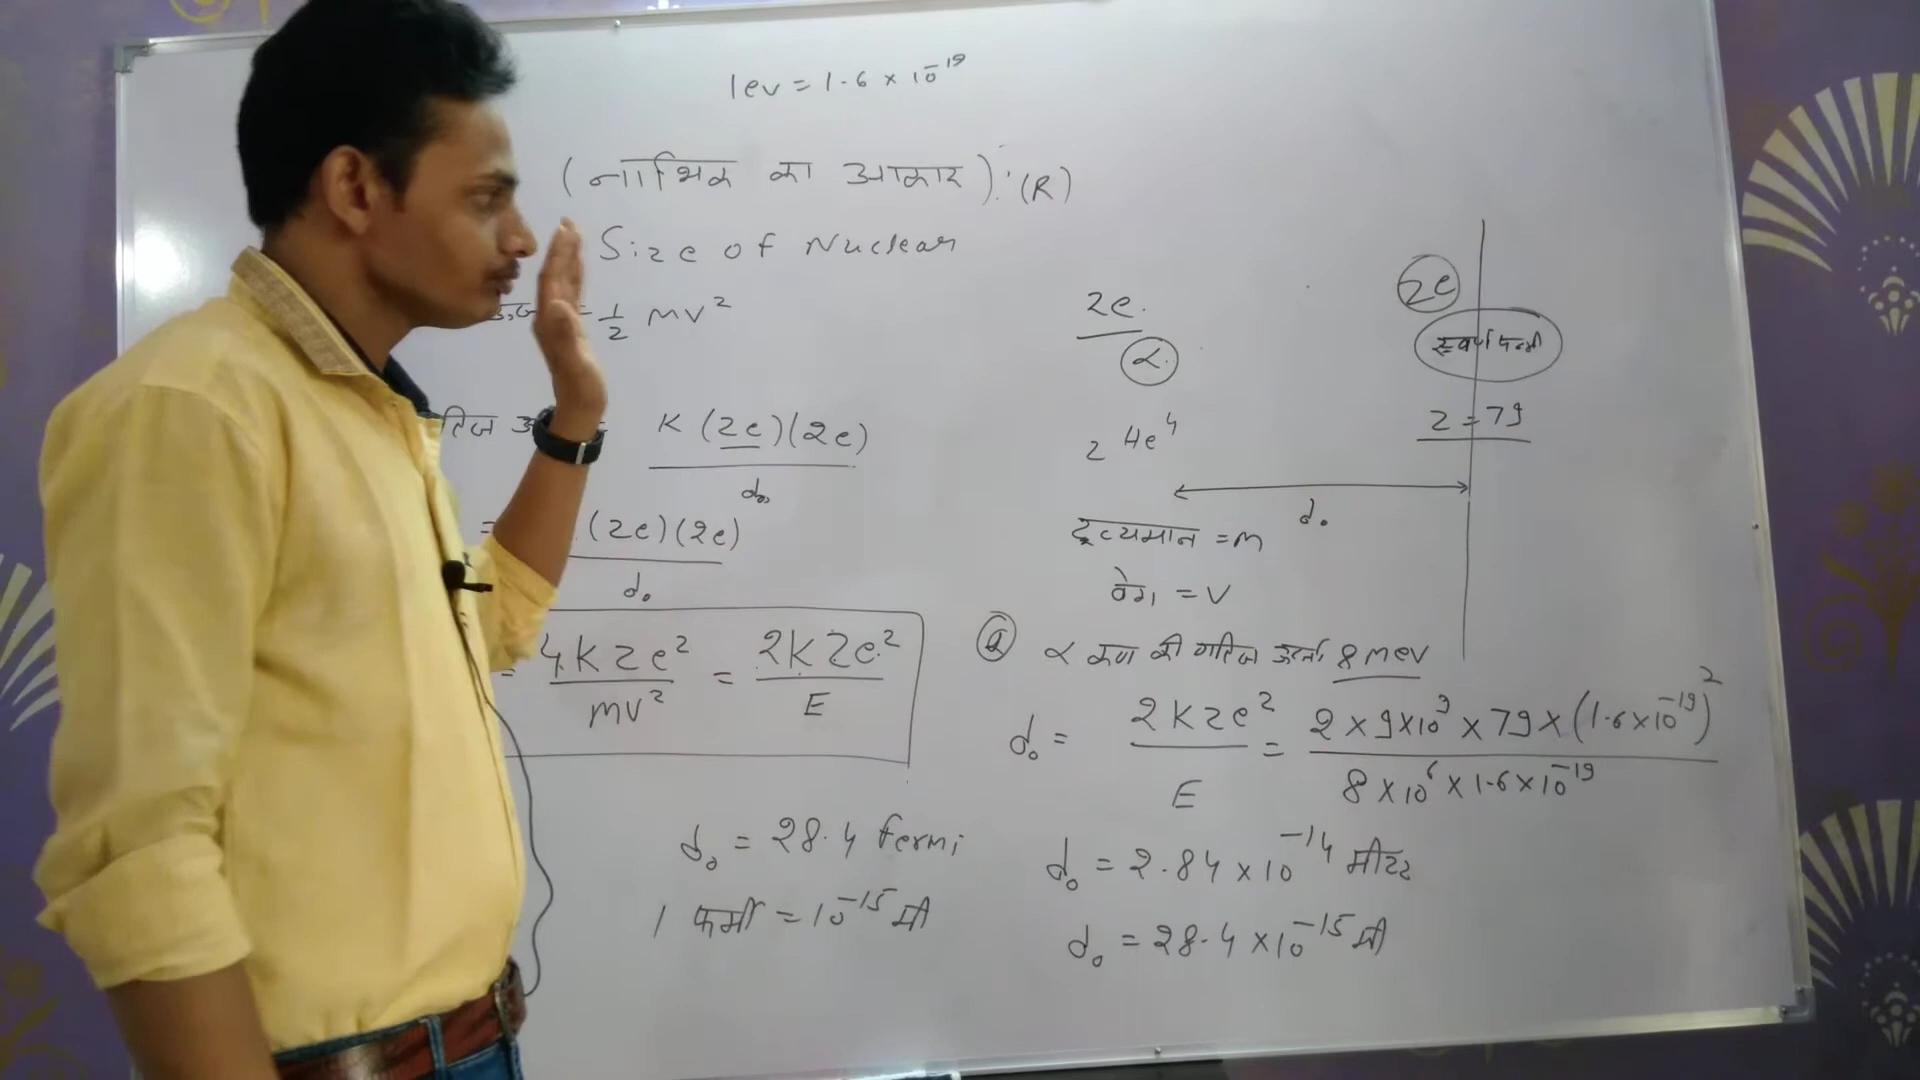 1ev = 1.6 × 10⁻¹⁹
(नाभिक का आकार) : (R)
Size of Nuclear
= 1/2 mv²
K (Ze)(2e) / d₀
= (Ze)(2e) / d₀
= 4KZe² / mv² = 2KZe² / E
d₀ = 28.4 fermi
1 फर्मी = 10⁻¹⁵ मी
2e
α
₂He⁴
Ze
स्वर्ण पन्नी
Z = 79
d₀
द्रव्यमान = m
वेग = v
Q α कण की गतिज ऊर्जा 8 mev
d₀ = 2KZe² / E = 2 × 9×10⁹ × 79 × (1.6×10⁻¹⁹)² / 8 × 10⁶ × 1.6 × 10⁻¹⁹
d₀ = 2.84 × 10⁻¹⁴ मीटर
d₀ = 28.4 × 10⁻¹⁵ मी